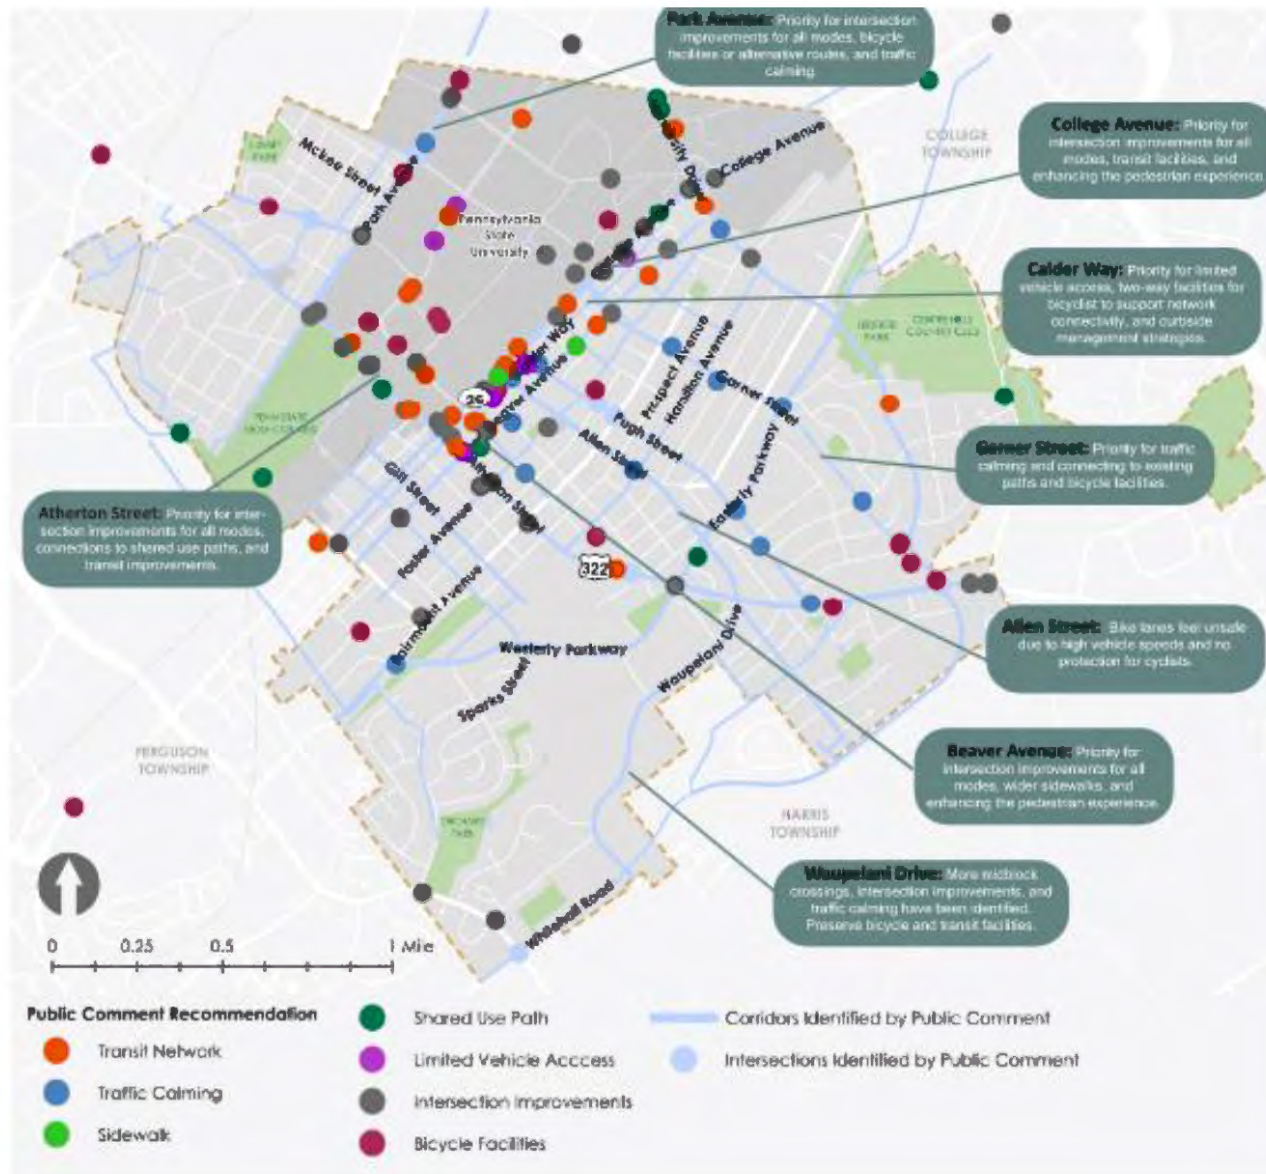 Park Avenue: Priority for intersection
improvements for all modes, bicycle
facilities or alternative routes, and traffic
calming.
College Avenue: Priority for
intersection improvements for all
modes, transit facilities, and
enhancing the pedestrian experience
COLLEGE
TOWNSHIP
McKee Street
Park Avenue
College Avenue
Pennsylvania
State
University
Calder Way: Priority for limited
vehicle access, two-way facilities for
bicyclist to support network
connectivity, and curbside
management strategies.
COUNTRY CLUB
PARK
Prospect Avenue
Hamilton Avenue
Garner Street
Way
Beaver Avenue
26
Pugh Street
Allen Street
Easterly Parkway
Garner Street: Priority for traffic
calming and connecting to existing
paths and bicycle facilities.
Gill Street
Foster Avenue
Fairmount Avenue
Street
322
Atherton Street: Priority for inter-
section improvements for all modes,
connections to shared use paths, and
transit improvements.
Allen Street: Bike lanes feel unsafe
due to high vehicle speeds and no
protection for cyclists.
Westerly Parkway
Waupelani Drive
Sparks Street
FERGUSON
TOWNSHIP
Beaver Avenue: Priority for
intersection improvements for all
modes, wider sidewalks, and
enhancing the pedestrian experience.
HARRIS
TOWNSHIP
ORCHARD
PARK
Waupelani Drive: More midblock
crossings, intersection improvements, and
traffic calming have been identified.
Preserve bicycle and transit facilities.
Whitehall Road
0 0.25 0.5 1 Mile
Public Comment Recommendation
Transit Network
Traffic Calming
Sidewalk
Shared Use Path
Limited Vehicle Acccess
Intersection Improvements
Bicycle Facilities
Corridors Identified by Public Comment
Intersections Identified by Public Comment